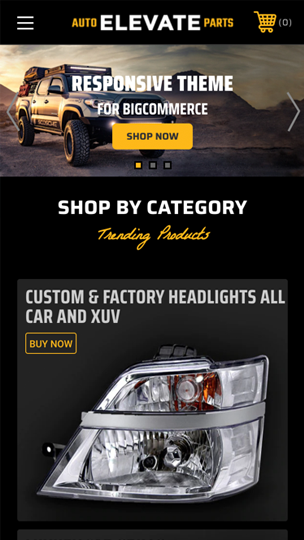 AUTO ELEVATE PARTS
(0)
RESPONSIVE THEME
FOR BIGCOMMERCE
SHOP NOW
SHOP BY CATEGORY
Trending Products
CUSTOM & FACTORY HEADLIGHTS ALL
CAR AND XUV
BUY NOW